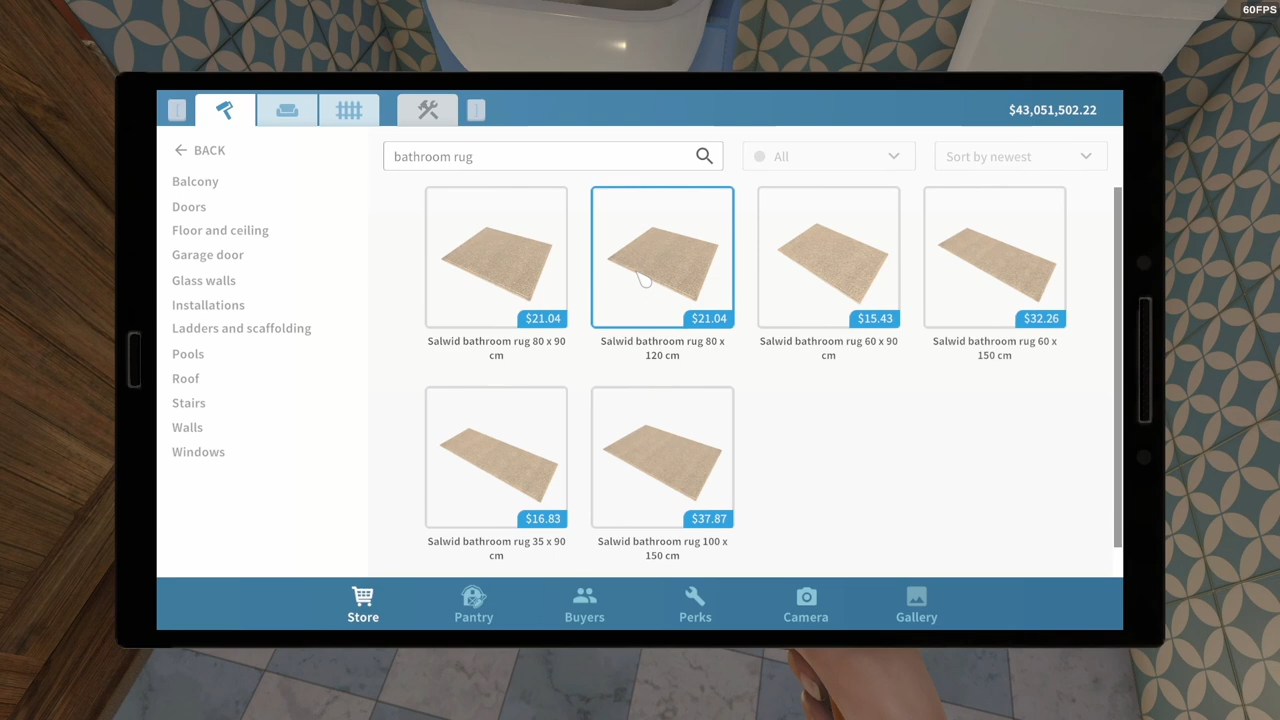 60FPS
$43,051,502.22
BACK
bathroom rug
All
Sort by newest
Balcony
Doors
Floor and ceiling
Garage door
Glass walls
Installations
Ladders and scaffolding
Pools
Roof
Stairs
Walls
Windows
$21.04
$21.04
$15.43
$32.26
Salwid bathroom rug 80 x 90
cm
Salwid bathroom rug 80 x
120 cm
Salwid bathroom rug 60 x 90
cm
Salwid bathroom rug 60 x
150 cm
$16.83
$37.87
Salwid bathroom rug 35 x 90
cm
Salwid bathroom rug 100 x
150 cm
Store
Pantry
Buyers
Perks
Camera
Gallery